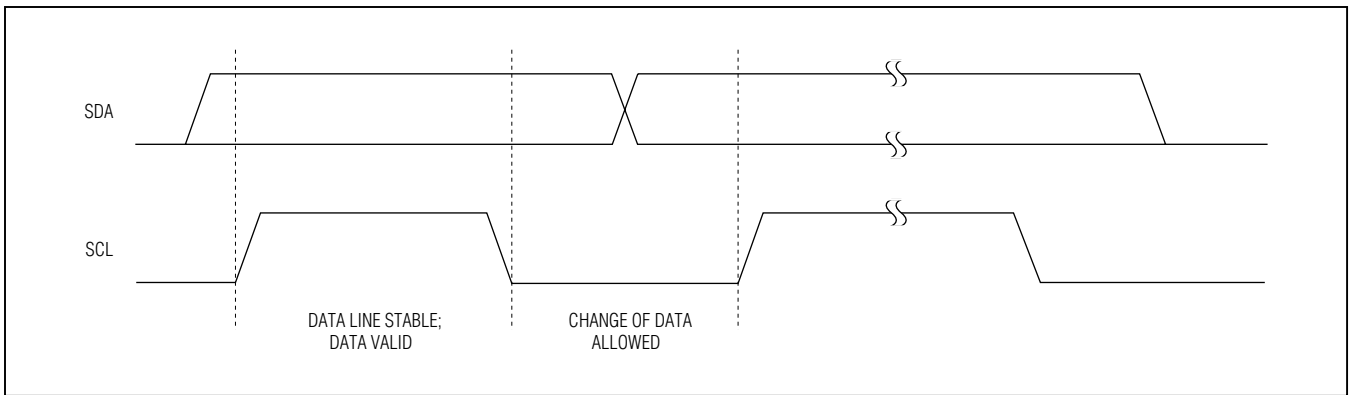 SDA
SCL
DATA LINE STABLE;
DATA VALID
CHANGE OF DATA
ALLOWED